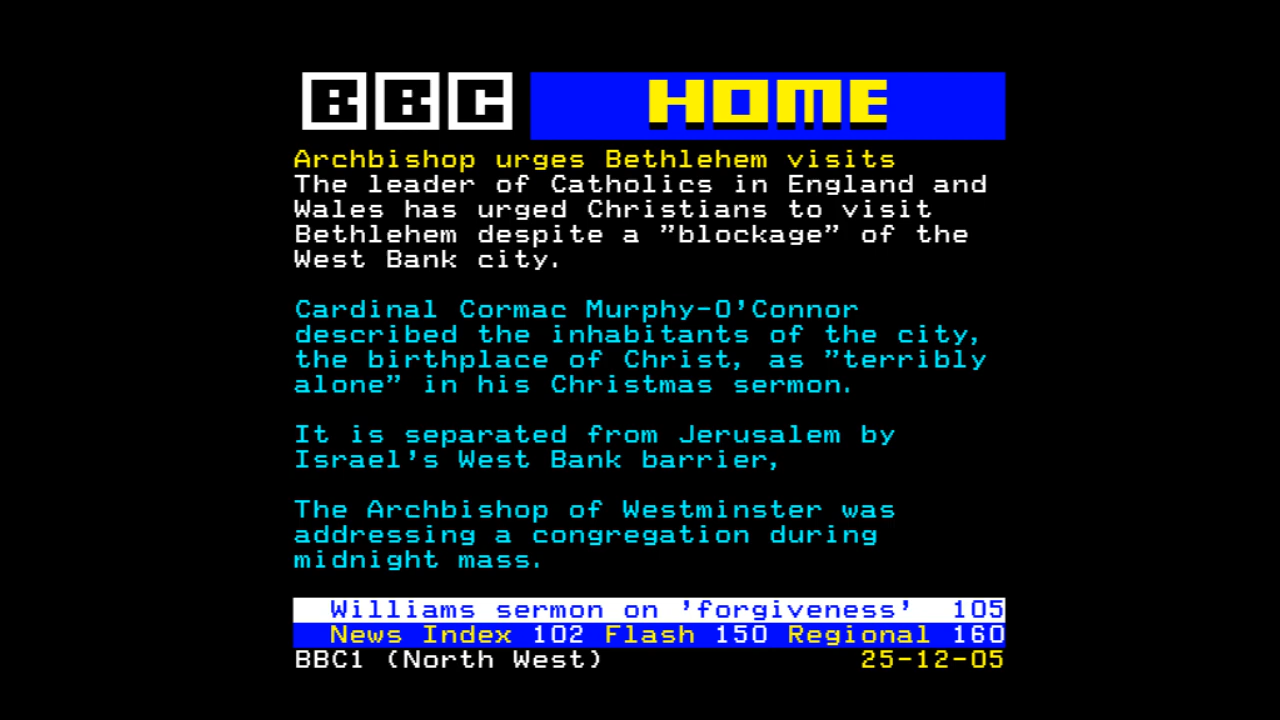 BBC HOME
Archbishop urges Bethlehem visits
The leader of Catholics in England and
Wales has urged Christians to visit
Bethlehem despite a ”blockage” of the
West Bank city.
Cardinal Cormac Murphy-O’Connor
described the inhabitants of the city,
the birthplace of Christ, as ”terribly
alone” in his Christmas sermon.
It is separated from Jerusalem by
Israel’s West Bank barrier,
The Archbishop of Westminster was
addressing a congregation during
midnight mass.
Williams sermon on ’forgiveness’ 105
News Index 102 Flash 150 Regional 160
BBC1 (North West) 25-12-05